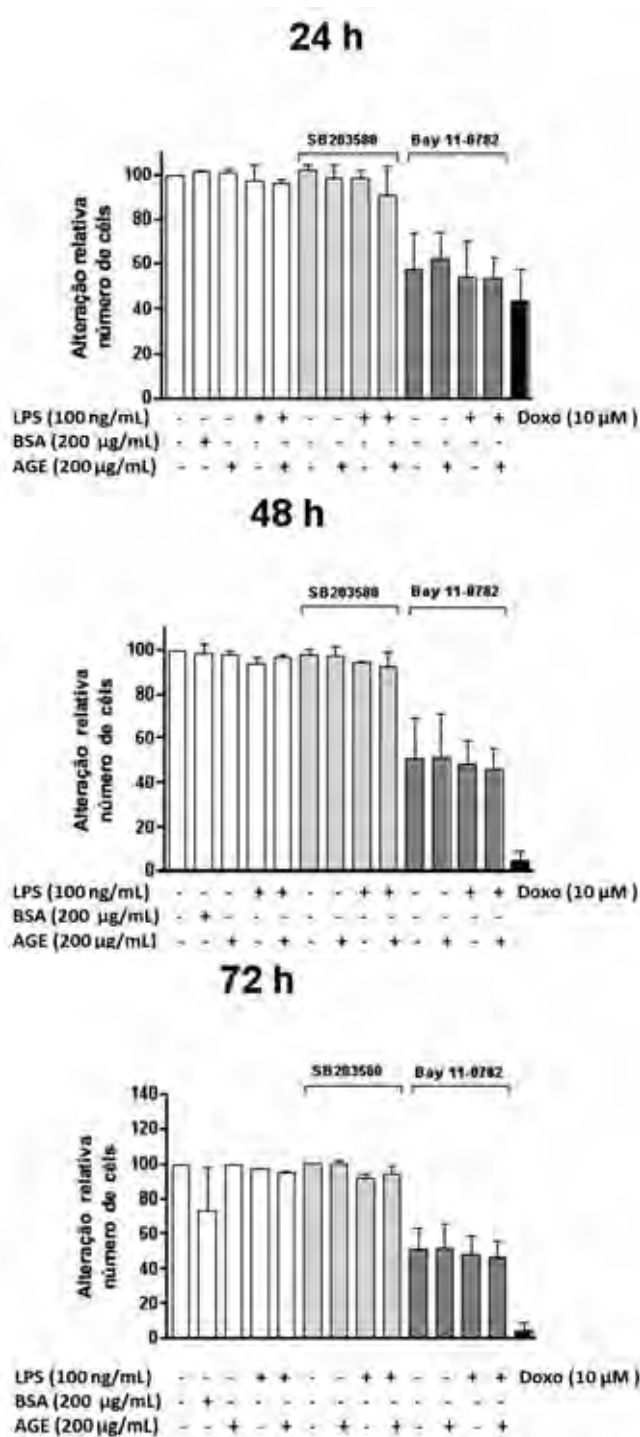 24 h
SB203580 Bay 11-0782
Alteração relativa
número de céls
100
80
60
40
20
0
LPS (100 ng/mL) - - - + + - - + + - - + + Doxo (10 µM )
BSA (200 µg/mL) - + - - - - - - - - - - -
AGE (200 µg/mL) - - + - + - + - + - + - +
48 h
SB203580 Bay 11-0782
Alteração relativa
número de céls
100
80
60
40
20
0
LPS (100 ng/mL) - - - + + - - + + - - + + Doxo (10 µM )
BSA (200 µg/mL) - + - - - - - - - - - - -
AGE (200 µg/mL) - - + - + - + - + - + - +
72 h
SB203580 Bay 11-0782
Alteração relativa
número de céls
140
120
100
80
60
40
20
0
LPS (100 ng/mL) - - - + + - - + + - - + + Doxo (10 µM )
BSA (200 µg/mL) - + - - - - - - - - - - -
AGE (200 µg/mL) - - + - + - + - + - + - +